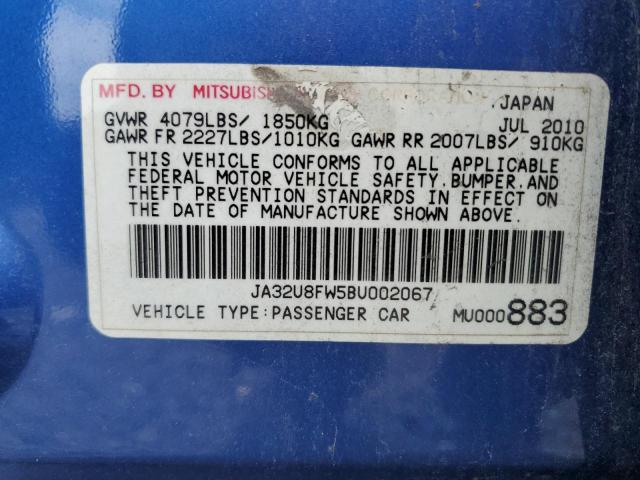 MFD. BY MITSUBISHI CORPORATION, JAPAN
GVWR 4079LBS/ 1850KG JUL 2010
GAWR FR 2227LBS/1010KG GAWR RR 2007LBS/ 910KG
THIS VEHICLE CONFORMS TO ALL APPLICABLE
FEDERAL MOTOR VEHICLE SAFETY, BUMPER, AND
THEFT PREVENTION STANDARDS IN EFFECT ON
THE DATE OF MANUFACTURE SHOWN ABOVE.
JA32U8FW5BU002067
VEHICLE TYPE:PASSENGER CAR MU000883